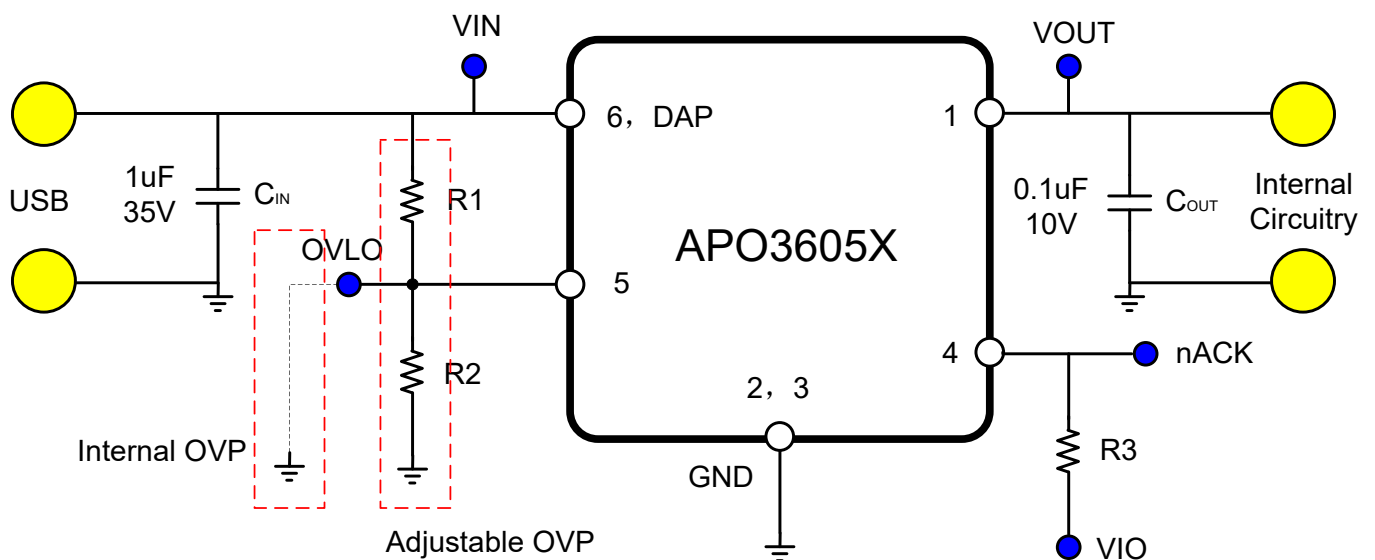 VIN
VOUT
6，DAP
1
USB
1uF
35V
CIN
R1
OVLO
5
APO3605X
0.1uF
10V
COUT
Internal
Circuitry
R2
4
nACK
2，3
Internal OVP
GND
R3
Adjustable OVP
VIO